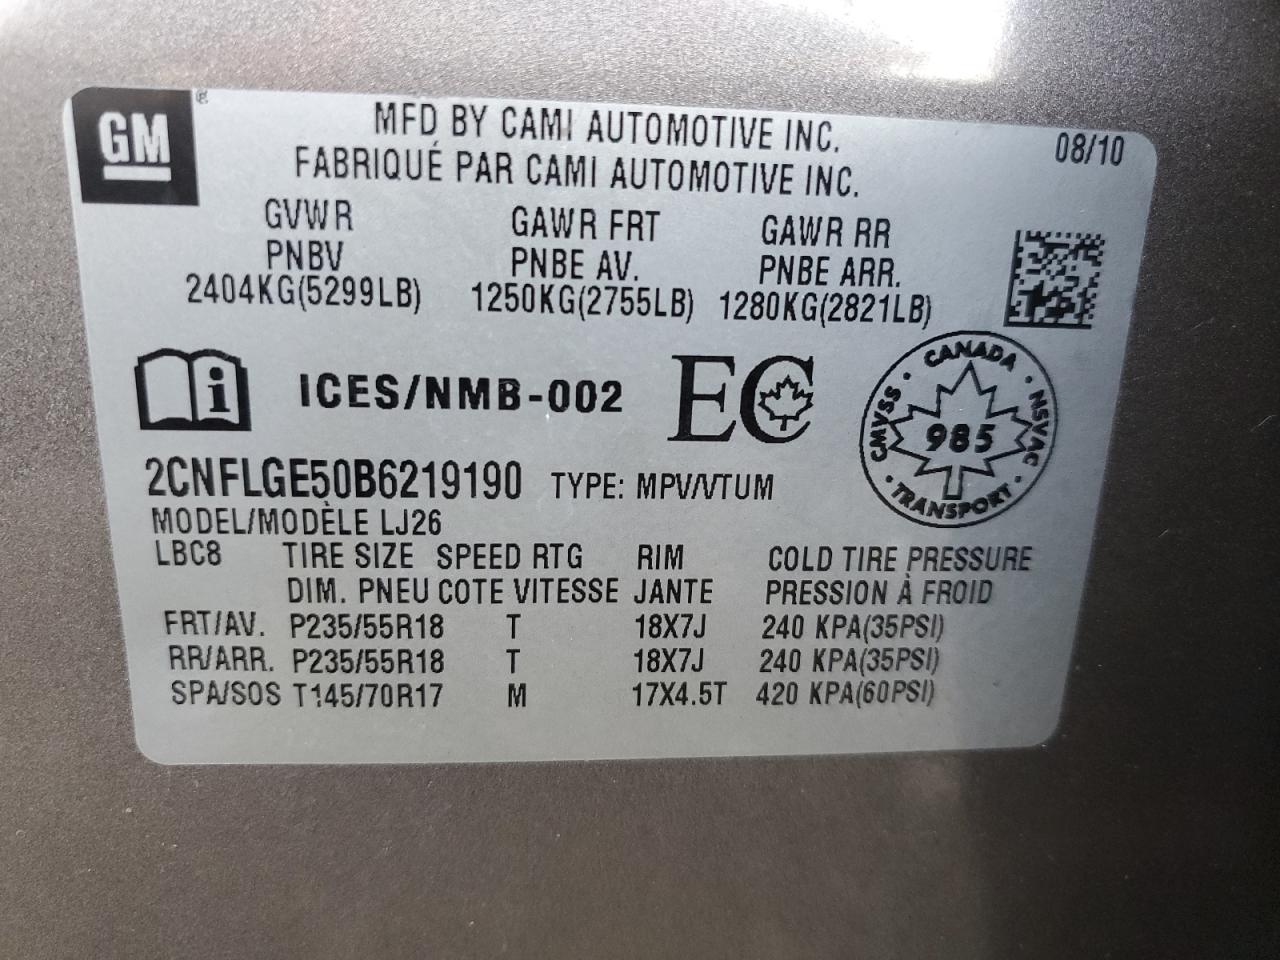 GM ®
MFD BY CAMI AUTOMOTIVE INC.
08/10
FABRIQUÉ PAR CAMI AUTOMOTIVE INC.
GVWR GAWR FRT GAWR RR
PNBV PNBE AV. PNBE ARR.
2404KG(5299LB) 1250KG(2755LB) 1280KG(2821LB)
i ICES/NMB-002 EC
CANADA
CMVSS · 985 · NSVAC
· TRANSPORT ·
2CNFLGE50B6219190 TYPE: MPV/VTUM
MODEL/MODÈLE LJ26
LBC8 TIRE SIZE SPEED RTG RIM COLD TIRE PRESSURE
DIM. PNEU COTE VITESSE JANTE PRESSION À FROID
FRT/AV. P235/55R18 T 18X7J 240 KPA(35PSI)
RR/ARR. P235/55R18 T 18X7J 240 KPA(35PSI)
SPA/SOS T145/70R17 M 17X4.5T 420 KPA(60PSI)